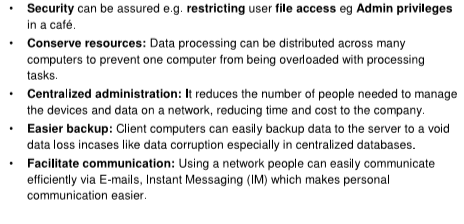 • Security can be assured e.g. restricting user file access eg Admin privileges
in a café.
• Conserve resources: Data processing can be distributed across many
computers to prevent one computer from being overloaded with processing
tasks.
• Centralized administration: It reduces the number of people needed to manage
the devices and data on a network, reducing time and cost to the company.
• Easier backup: Client computers can easily backup data to the server to a void
data loss incases like data corruption especially in centralized databases.
• Facilitate communication: Using a network people can easily communicate
efficiently via E-mails, Instant Messaging (IM) which makes personal
communication easier.